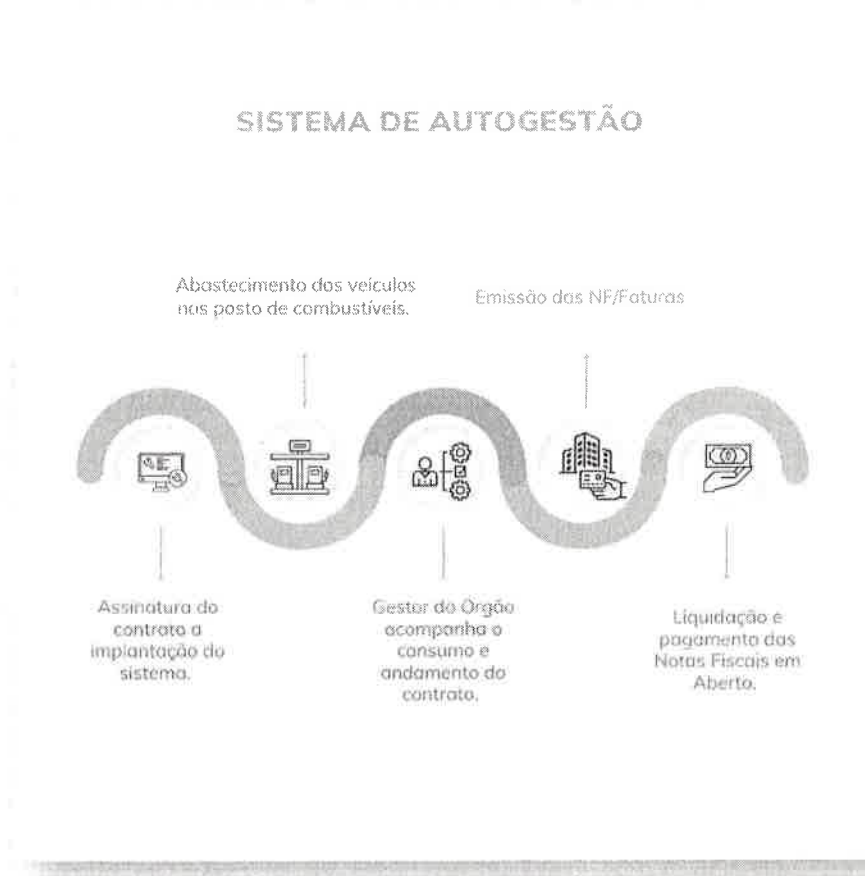 SISTEMA DE AUTOGESTÃO
Abastecimento dos veículos
nos posto de combustíveis.
Emissão das NF/Faturas
Assinatura do
contrato a
implantação do
sistema.
Gestor do Orgão
acompanha o
consumo e
andamento do
contrato.
Liquidação e
pagamento das
Notas Fiscais em
Aberto.